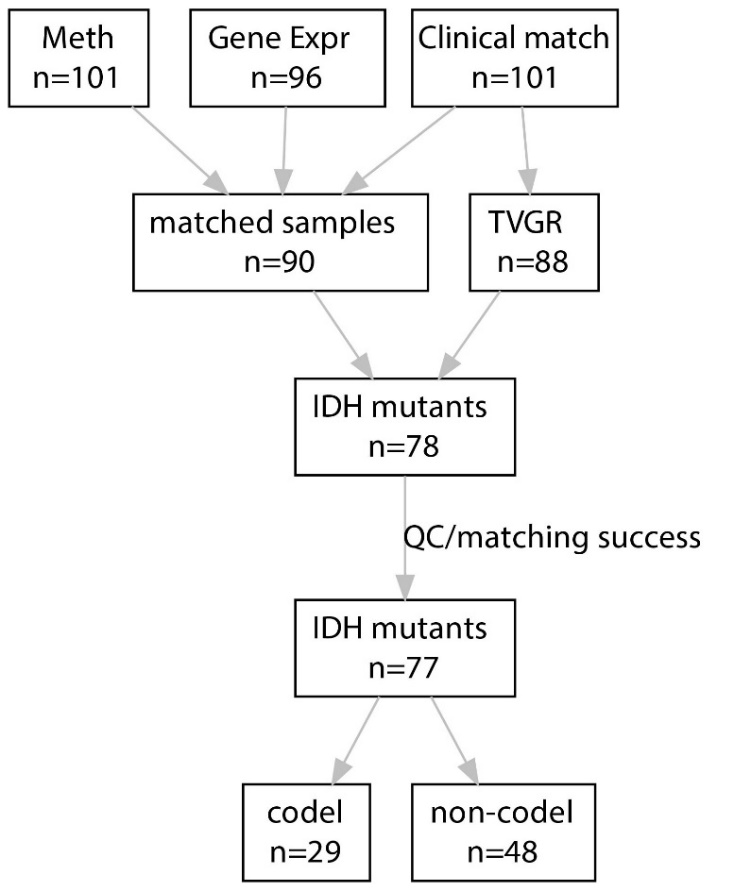 Meth
n=101
Gene Expr
n=96
Clinical match
n=101
matched samples
n=90
TVGR
n=88
IDH mutants
n=78
QC/matching success
IDH mutants
n=77
codel
n=29
non-codel
n=48